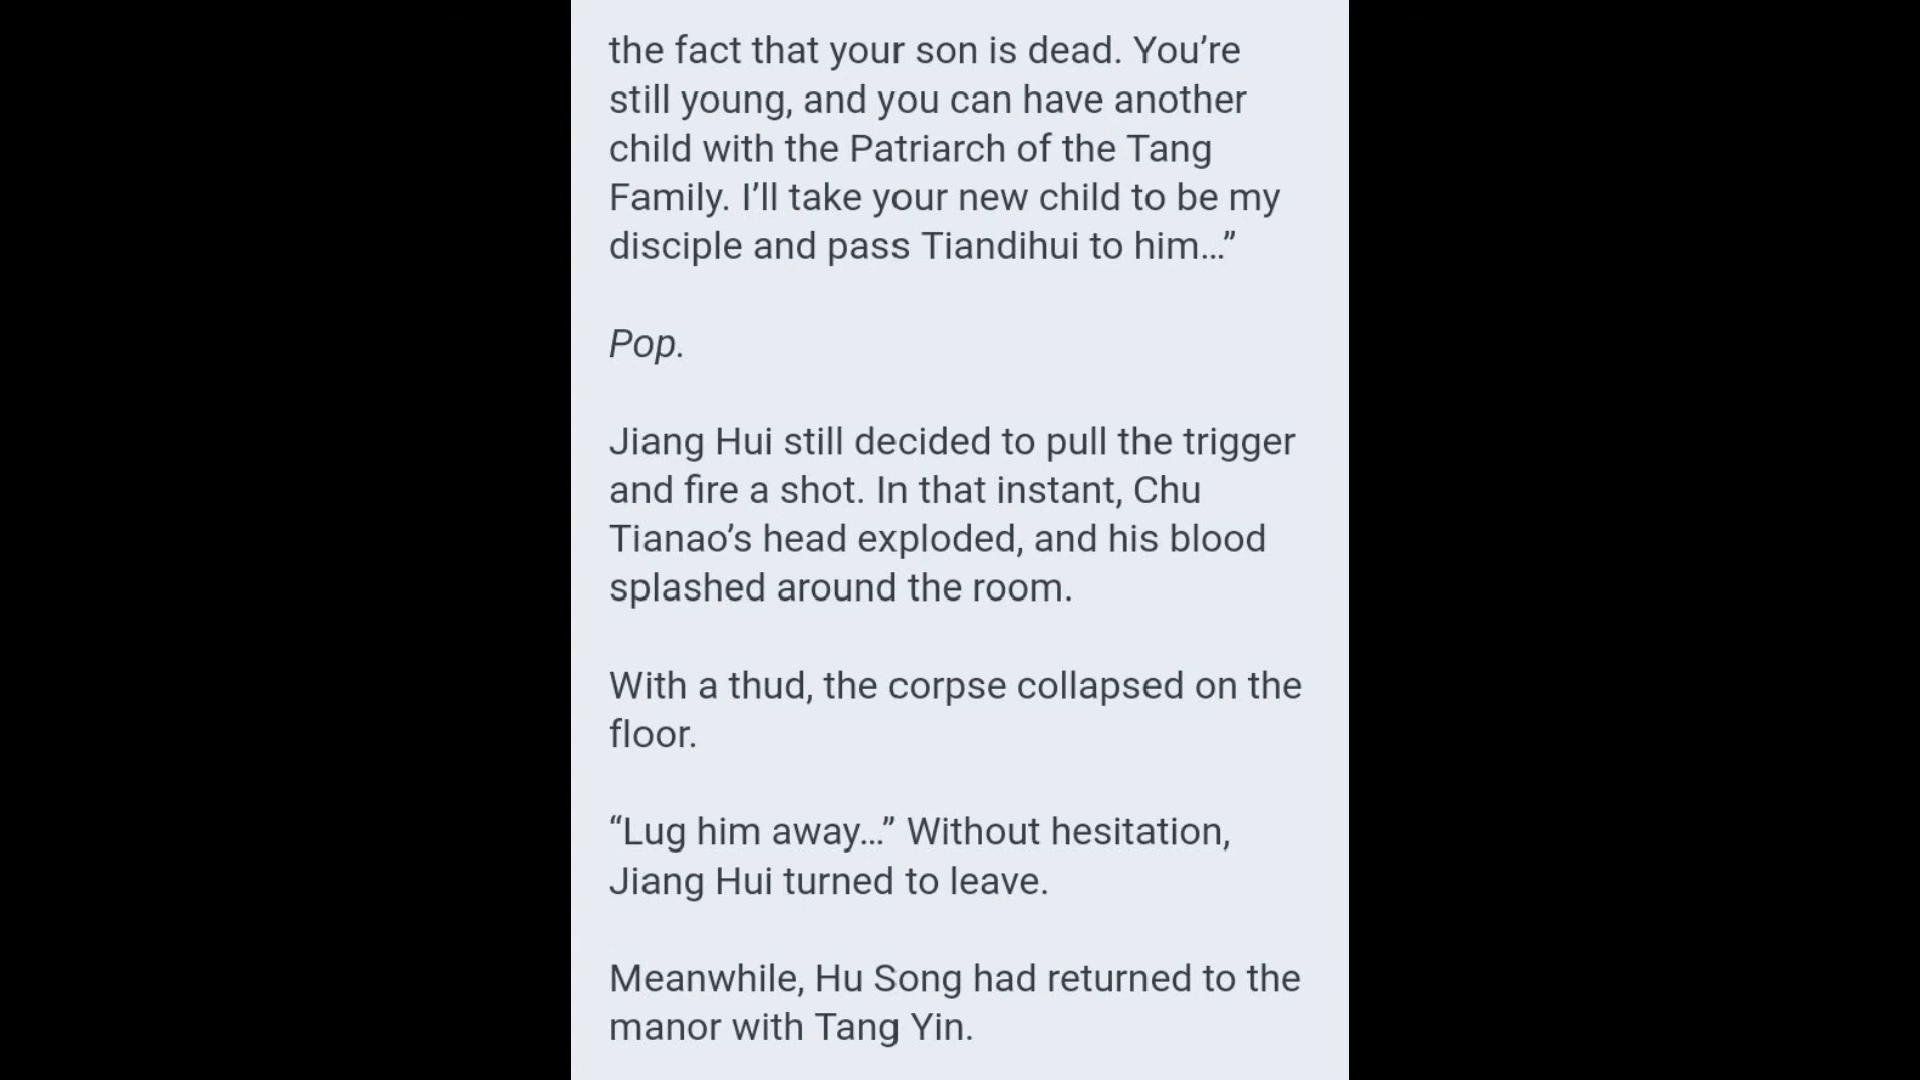 the fact that your son is dead. You’re
still young, and you can have another
child with the Patriarch of the Tang
Family. I’ll take your new child to be my
disciple and pass Tiandihui to him…”
Pop.
Jiang Hui still decided to pull the trigger
and fire a shot. In that instant, Chu
Tianao’s head exploded, and his blood
splashed around the room.
With a thud, the corpse collapsed on the
floor.
“Lug him away…” Without hesitation,
Jiang Hui turned to leave.
Meanwhile, Hu Song had returned to the
manor with Tang Yin.